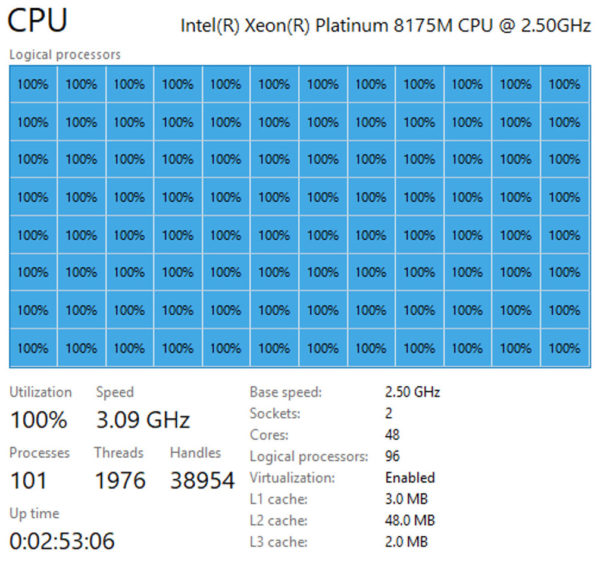 CPU Intel(R) Xeon(R) Platinum 8175M CPU @ 2.50GHz
Logical processors
100% 100% 100% 100% 100% 100% 100% 100% 100% 100% 100% 100%
100% 100% 100% 100% 100% 100% 100% 100% 100% 100% 100% 100%
100% 100% 100% 100% 100% 100% 100% 100% 100% 100% 100% 100%
100% 100% 100% 100% 100% 100% 100% 100% 100% 100% 100% 100%
100% 100% 100% 100% 100% 100% 100% 100% 100% 100% 100% 100%
100% 100% 100% 100% 100% 100% 100% 100% 100% 100% 100% 100%
100% 100% 100% 100% 100% 100% 100% 100% 100% 100% 100% 100%
100% 100% 100% 100% 100% 100% 100% 100% 100% 100% 100% 100%
Utilization Speed
100% 3.09 GHz
Processes Threads Handles
101 1976 38954
Up time
0:02:53:06
Base speed: 2.50 GHz
Sockets: 2
Cores: 48
Logical processors: 96
Virtualization: Enabled
L1 cache: 3.0 MB
L2 cache: 48.0 MB
L3 cache: 2.0 MB